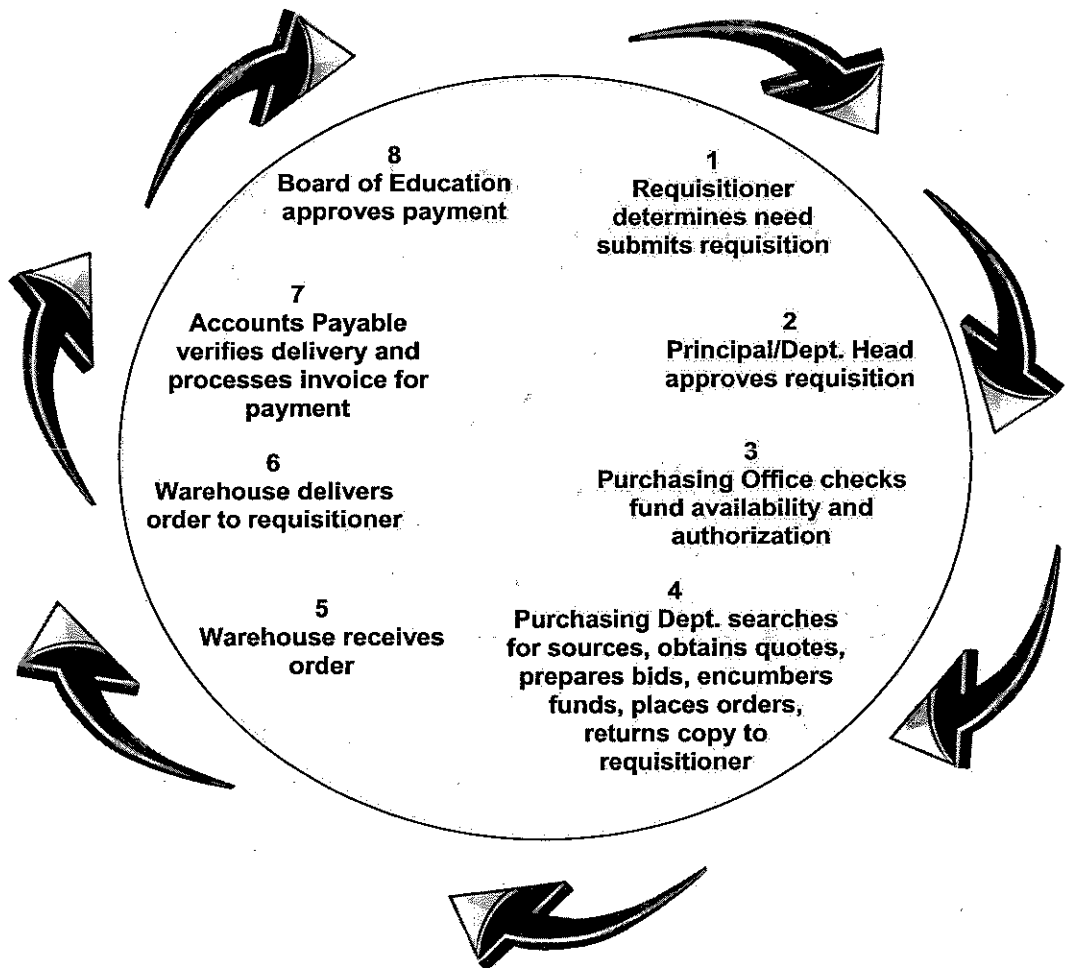 1
Requisitioner
determines need
submits requisition
2
Principal/Dept. Head
approves requisition
3
Purchasing Office checks
fund availability and
authorization
4
Purchasing Dept. searches
for sources, obtains quotes,
prepares bids, encumbers
funds, places orders,
returns copy to
requisitioner
5
Warehouse receives
order
6
Warehouse delivers
order to requisitioner
7
Accounts Payable
verifies delivery and
processes invoice for
payment
8
Board of Education
approves payment